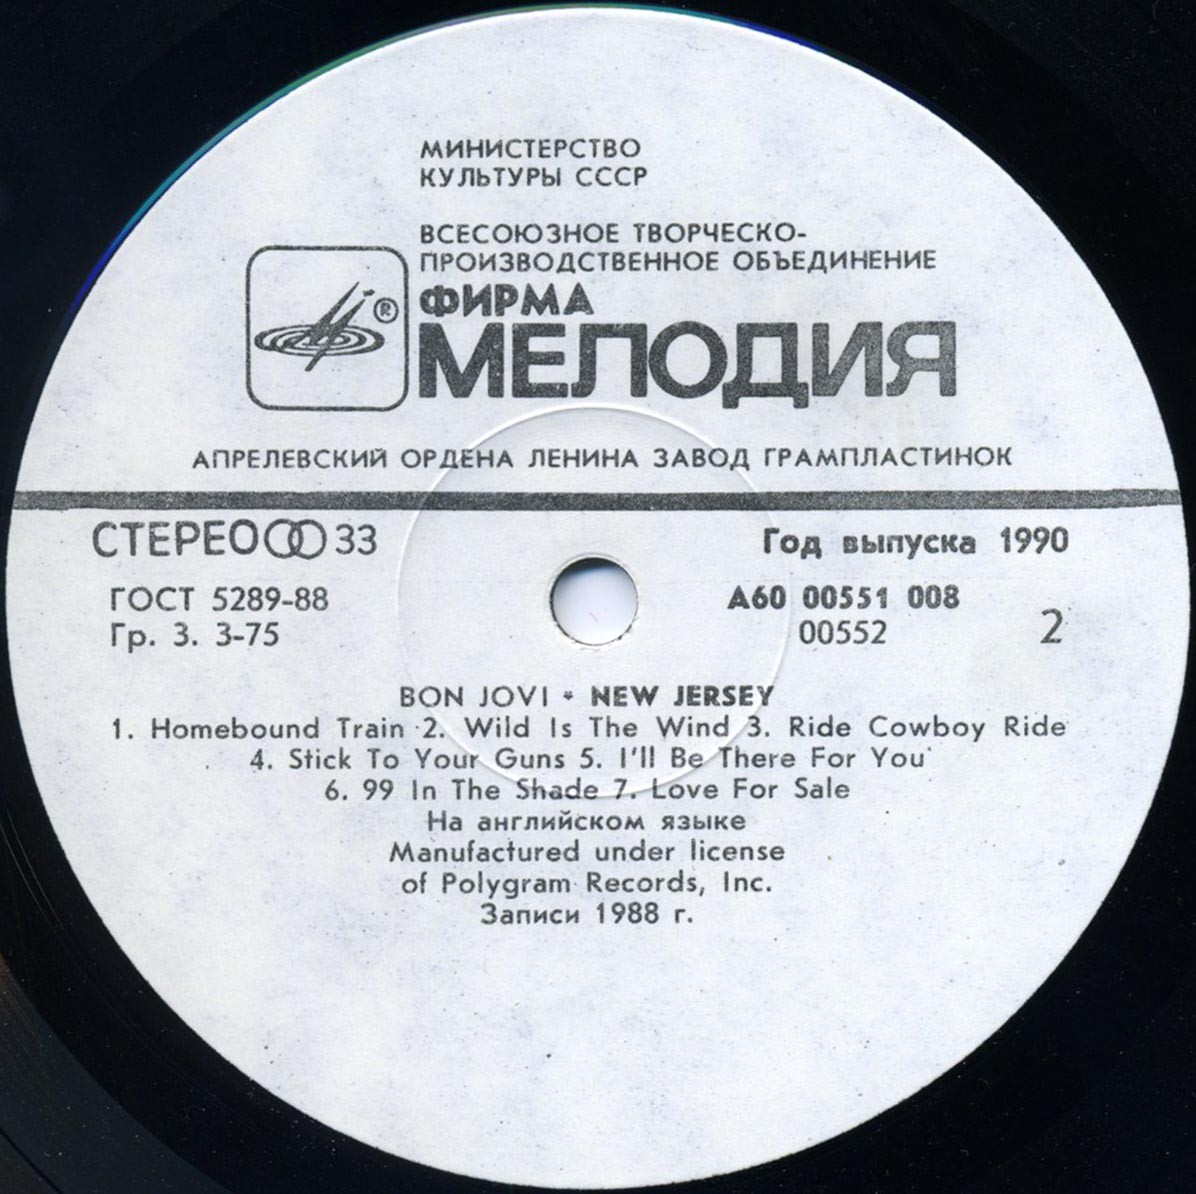 МИНИСТЕРСТВО
КУЛЬТУРЫ СССР
ВСЕСОЮЗНОЕ ТВОРЧЕСКО-
ПРОИЗВОДСТВЕННОЕ ОБЪЕДИНЕНИЕ
ФИРМА
®
МЕЛОДИЯ
АПРЕЛЕВСКИЙ ОРДЕНА ЛЕНИНА ЗАВОД ГРАМПЛАСТИНОК
СТЕРЕО 33 Год выпуска 1990
ГОСТ 5289-88 А60 00551 008
Гр. 3. 3-75 00552 2
BON JOVI * NEW JERSEY
1. Homebound Train 2. Wild Is The Wind 3. Ride Cowboy Ride
4. Stick To Your Guns 5. I'll Be There For You
6. 99 In The Shade 7. Love For Sale
На английском языке
Manufactured under license
of Polygram Records, Inc.
Записи 1988 г.